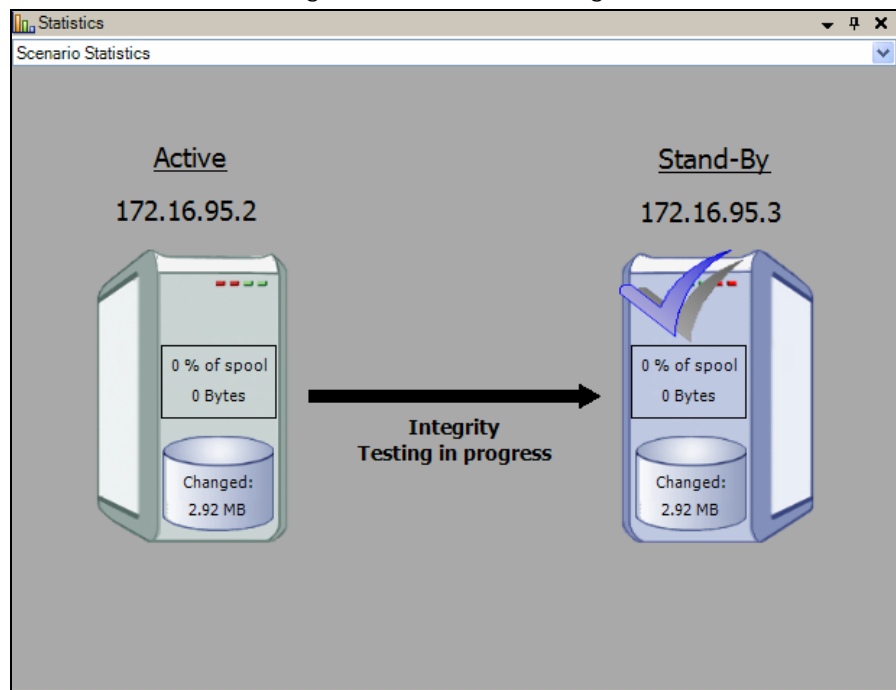 Statistics
Scenario Statistics
Active
Stand-By
172.16.95.2
172.16.95.3
0 % of spool
0 Bytes
0 % of spool
0 Bytes
Integrity
Testing in progress
Changed:
2.92 MB
Changed:
2.92 MB